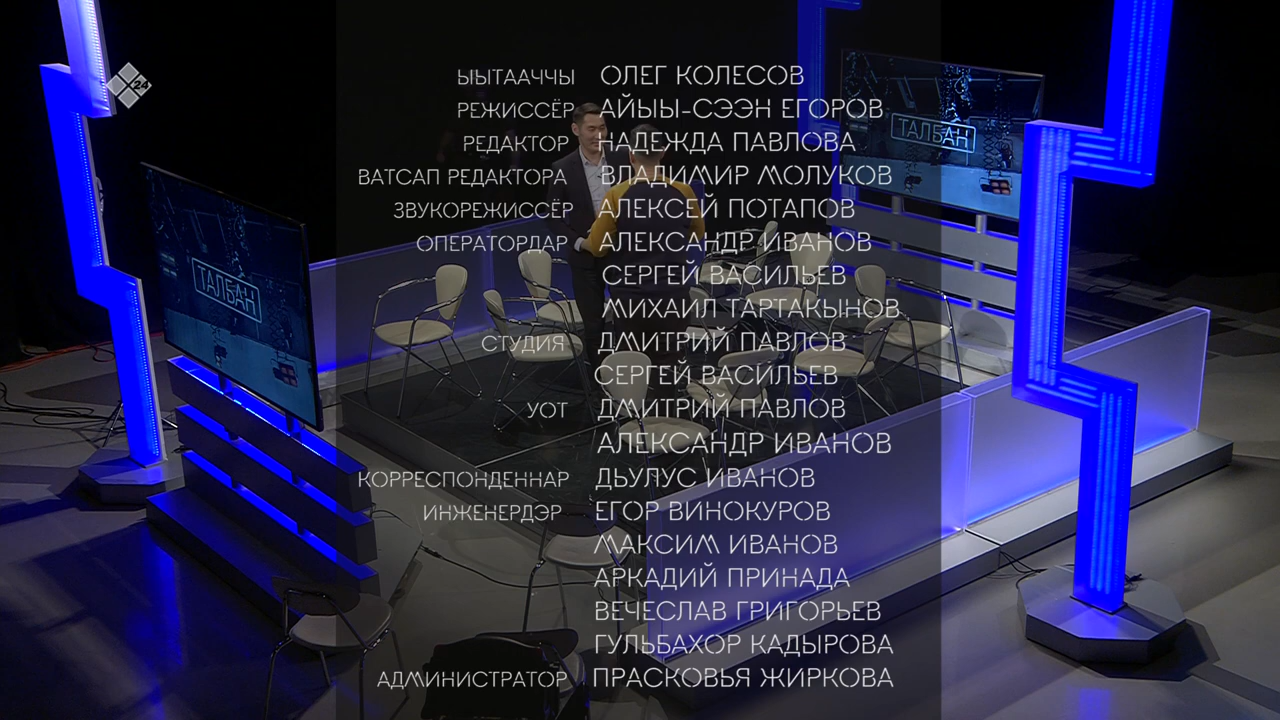 Х24
ЫЫТААЧЧЫ ОЛЕГ КОЛЕСОВ
РЕЖИССЁР АЙЫЫ-СЭЭН ЕГОРОВ
РЕДАКТОР НАДЕЖДА ПАВЛОВА
ВАТСАП РЕДАКТОРА ВЛАДИМИР МОЛУКОВ
ЗВУКОРЕЖИССЁР АЛЕКСЕЙ ПОТАПОВ
ОПЕРАТОРДАР АЛЕКСАНДР ИВАНОВ
СЕРГЕЙ ВАСИЛЬЕВ
МИХАИЛ ТАРТАКЫНОВ
СТУДИЯ ДМИТРИЙ ПАВЛОВ
СЕРГЕЙ ВАСИЛЬЕВ
УОТ ДМИТРИЙ ПАВЛОВ
АЛЕКСАНДР ИВАНОВ
КОРРЕСПОНДЕННАР ДЬУЛУС ИВАНОВ
ИНЖЕНЕРДЭР ЕГОР ВИНОКУРОВ
МАКСИМ ИВАНОВ
АРКАДИЙ ПРИНАДА
ВЕЧЕСЛАВ ГРИГОРЬЕВ
ГУЛЬБАХОР КАДЫРОВА
АДМИНИСТРАТОР ПРАСКОВЬЯ ЖИРКОВА
ТАЛБАН
ТАЛБАН